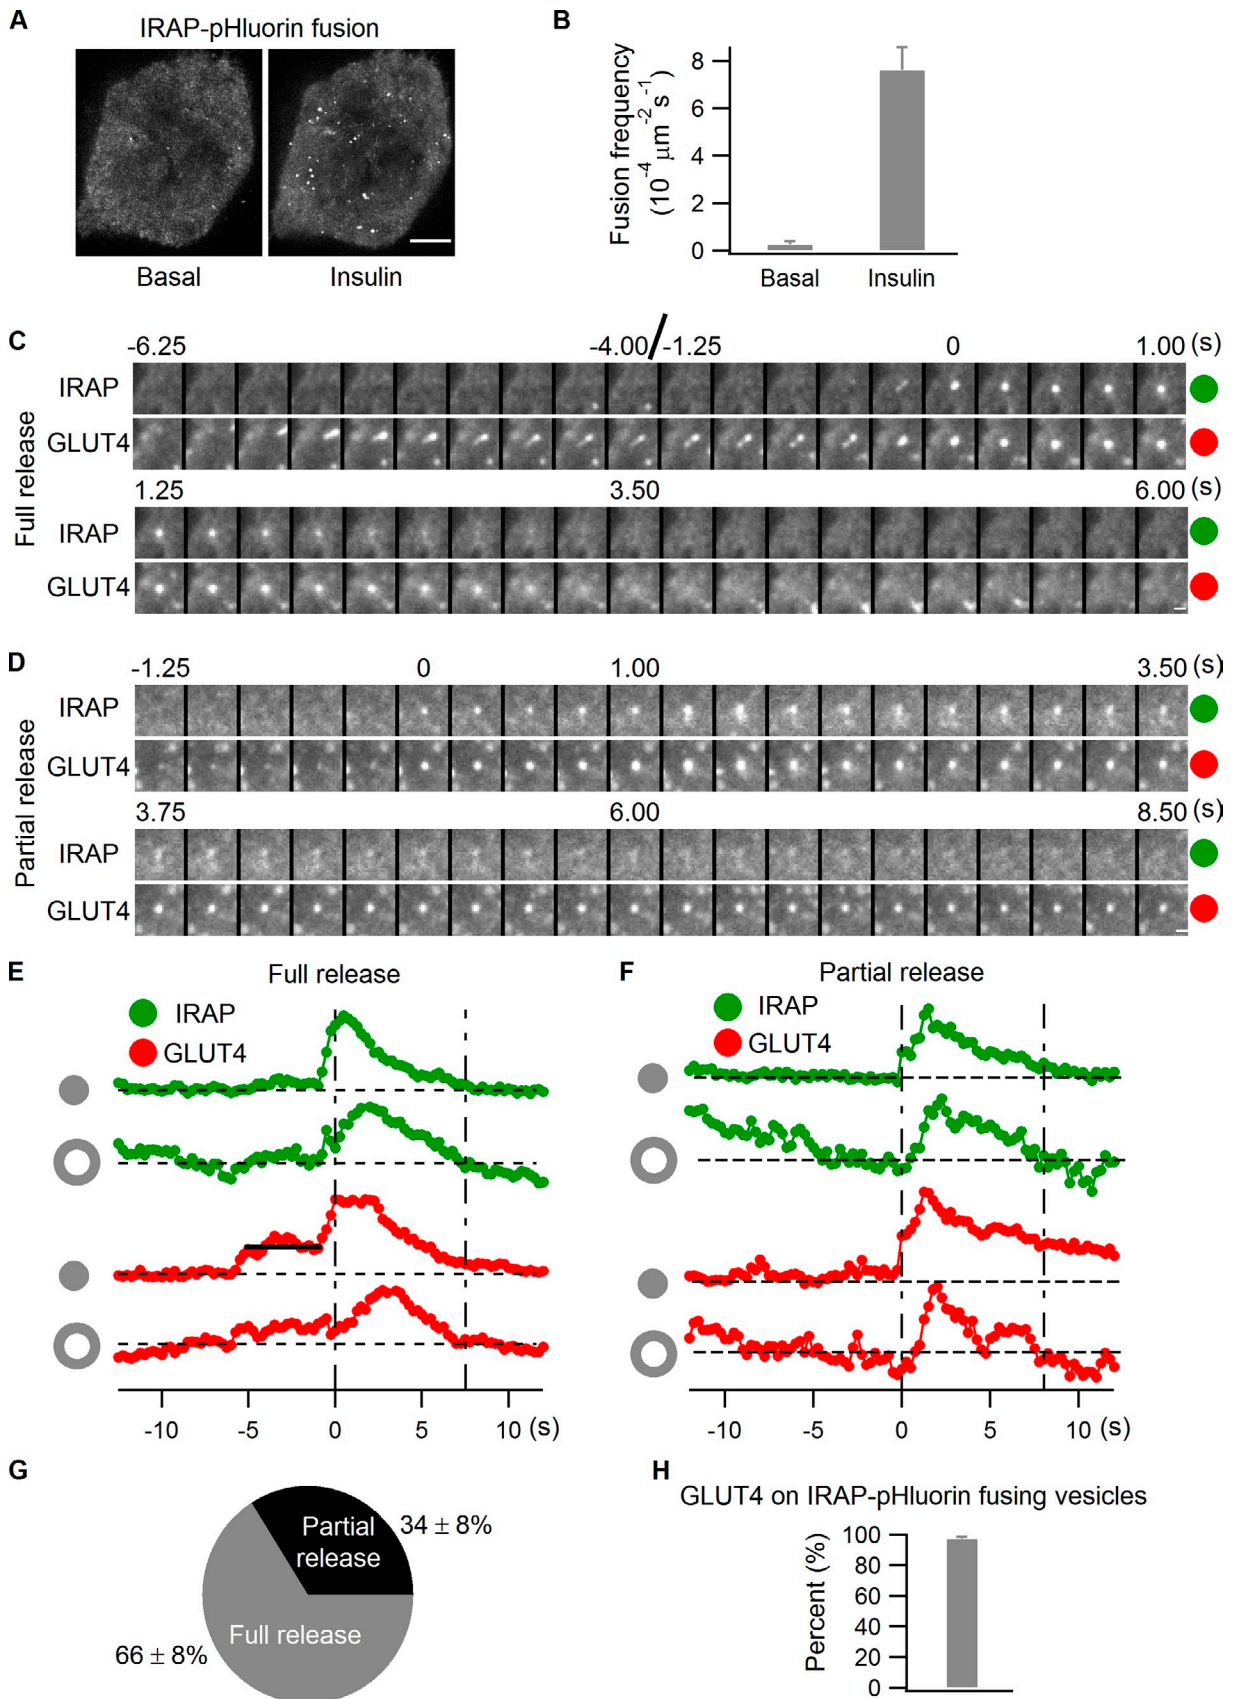 A
IRAP-pHluorin fusion
Basal
Insulin
B
Fusion frequency
(10⁻⁴ μm⁻²s⁻¹)
8
6
4
2
0
Basal
Insulin
C
-6.25
-4.00
-1.25
0
1.00 (s)
Full release
IRAP
GLUT4
1.25
3.50
6.00 (s)
IRAP
GLUT4
D
-1.25
0
1.00
3.50 (s)
Partial release
IRAP
GLUT4
3.75
6.00
8.50 (s)
IRAP
GLUT4
E
Full release
IRAP
GLUT4
-10
-5
0
5
10 (s)
F
Partial release
IRAP
GLUT4
-10
-5
0
5
10 (s)
G
Partial
release
34 ± 8%
Full release
66 ± 8%
H
GLUT4 on IRAP-pHluorin fusing vesicles
Percent (%)
100
80
60
40
20
0